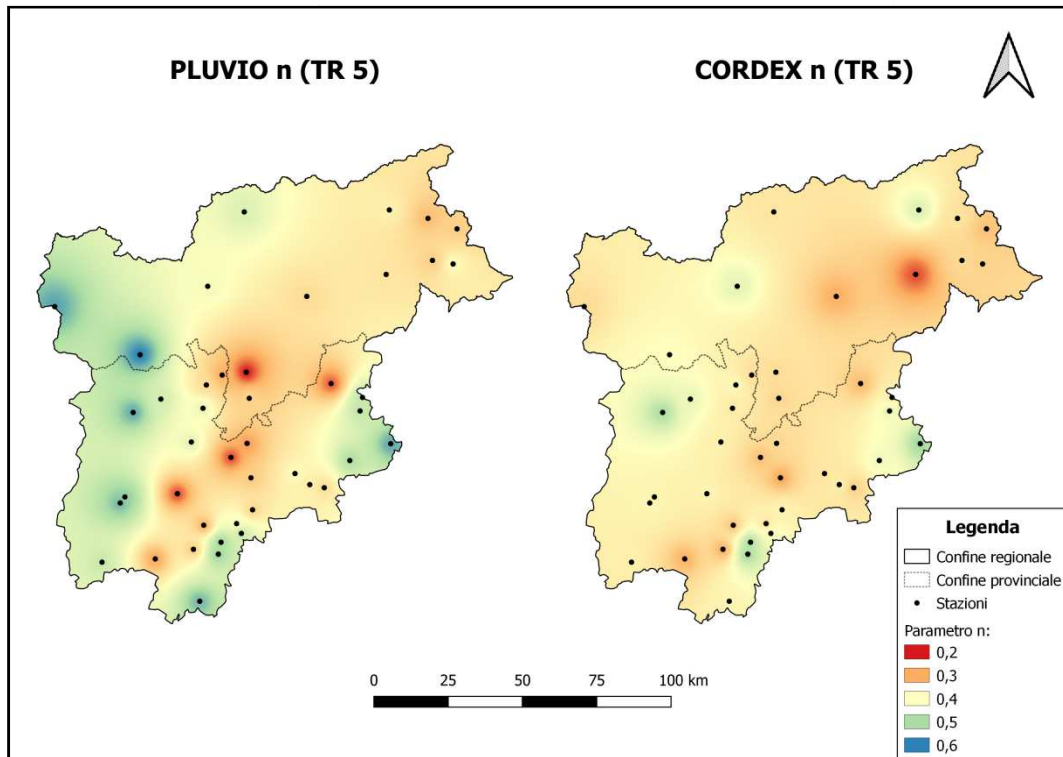 PLUVIO n (TR 5)
CORDEX n (TR 5)
0 25 50 75 100 km
Legenda
Confine regionale
Confine provinciale
Stazioni
Parametro n:
0,2
0,3
0,4
0,5
0,6